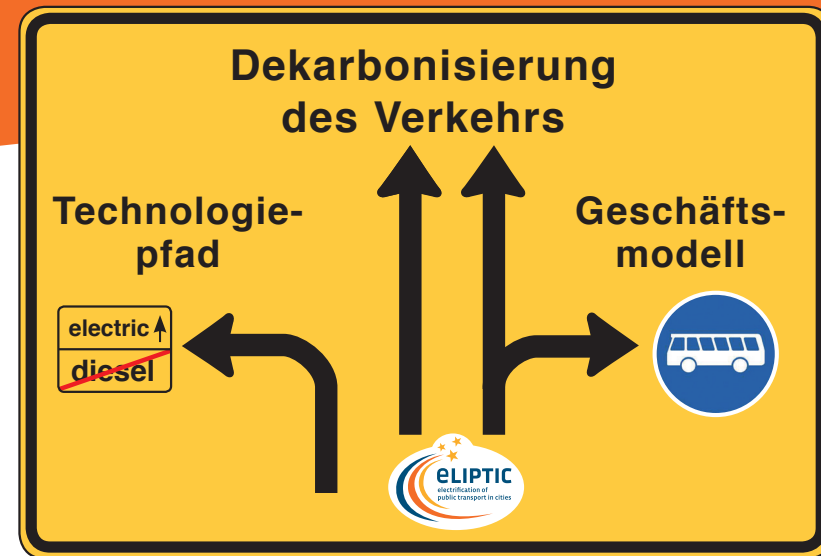 Dekarbonisierung
des Verkehrs
Technologie-
pfad
Geschäfts-
modell
electric
diesel
eLIPTIC
electrification of
public transport in cities